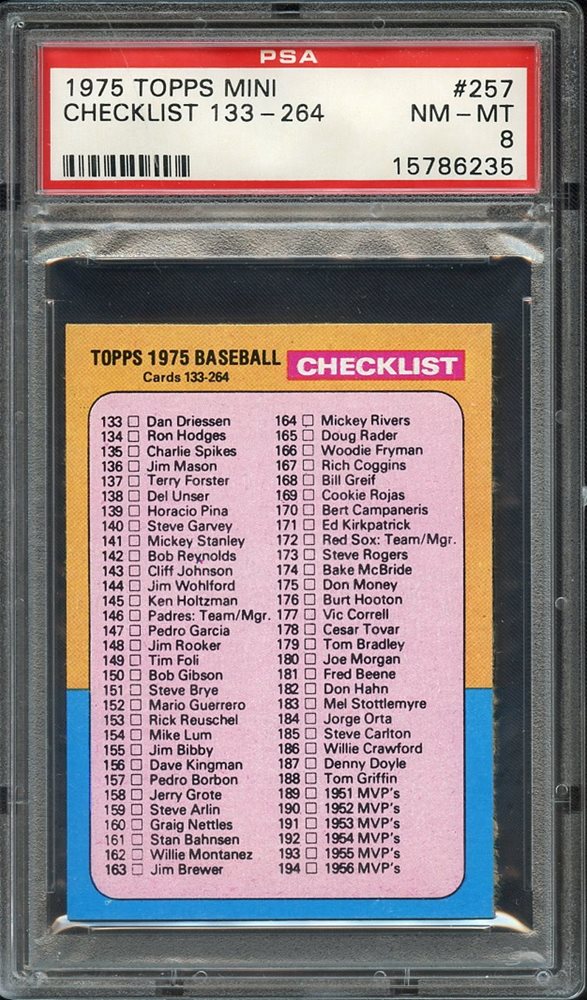 PSA
1975 TOPPS MINI #257
CHECKLIST 133-264 NM-MT
8
15786235
TOPPS 1975 BASEBALL CHECKLIST
Cards 133-264
133 Dan Driessen
134 Ron Hodges
135 Charlie Spikes
136 Jim Mason
137 Terry Forster
138 Del Unser
139 Horacio Pina
140 Steve Garvey
141 Mickey Stanley
142 Bob Reynolds
143 Cliff Johnson
144 Jim Wohlford
145 Ken Holtzman
146 Padres: Team/Mgr.
147 Pedro Garcia
148 Jim Rooker
149 Tim Foli
150 Bob Gibson
151 Steve Brye
152 Mario Guerrero
153 Rick Reuschel
154 Mike Lum
155 Jim Bibby
156 Dave Kingman
157 Pedro Borbon
158 Jerry Grote
159 Steve Arlin
160 Graig Nettles
161 Stan Bahnsen
162 Willie Montanez
163 Jim Brewer
164 Mickey Rivers
165 Doug Rader
166 Woodie Fryman
167 Rich Coggins
168 Bill Greif
169 Cookie Rojas
170 Bert Campaneris
171 Ed Kirkpatrick
172 Red Sox: Team/Mgr.
173 Steve Rogers
174 Bake McBride
175 Don Money
176 Burt Hooton
177 Vic Correll
178 Cesar Tovar
179 Tom Bradley
180 Joe Morgan
181 Fred Beene
182 Don Hahn
183 Mel Stottlemyre
184 Jorge Orta
185 Steve Carlton
186 Willie Crawford
187 Denny Doyle
188 Tom Griffin
189 1951 MVP's
190 1952 MVP's
191 1953 MVP's
192 1954 MVP's
193 1955 MVP's
194 1956 MVP's